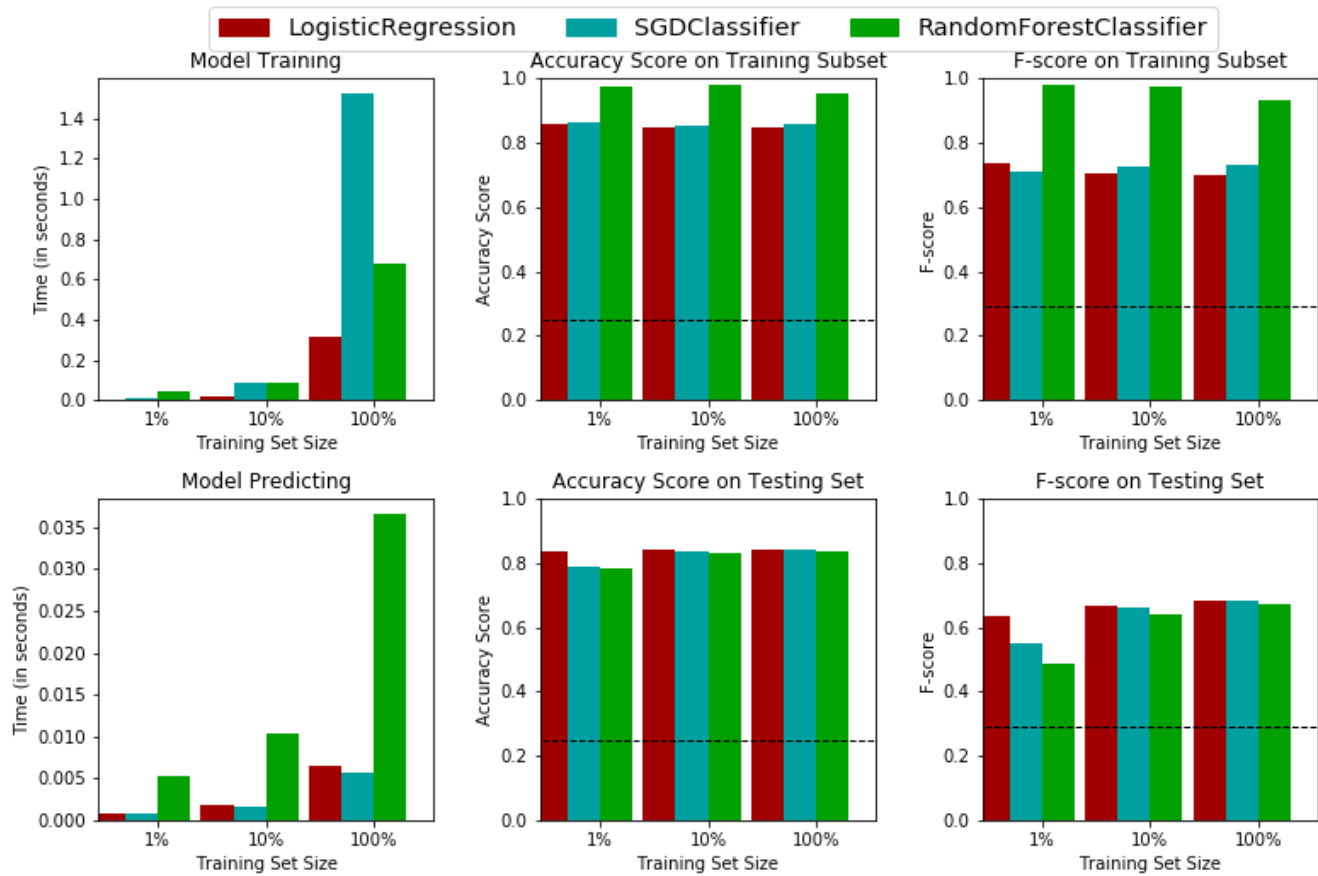 LogisticRegression SGDClassifier RandomForestClassifier
Model Training
Time (in seconds)
1.4
1.2
1.0
0.8
0.6
0.4
0.2
0.0
1% 10% 100%
Training Set Size
Accuracy Score on Training Subset
Accuracy Score
1.0
0.8
0.6
0.4
0.2
0.0
1% 10% 100%
Training Set Size
F-score on Training Subset
F-score
1.0
0.8
0.6
0.4
0.2
0.0
1% 10% 100%
Training Set Size
Model Predicting
Time (in seconds)
0.035
0.030
0.025
0.020
0.015
0.010
0.005
0.000
1% 10% 100%
Training Set Size
Accuracy Score on Testing Set
Accuracy Score
1.0
0.8
0.6
0.4
0.2
0.0
1% 10% 100%
Training Set Size
F-score on Testing Set
F-score
1.0
0.8
0.6
0.4
0.2
0.0
1% 10% 100%
Training Set Size